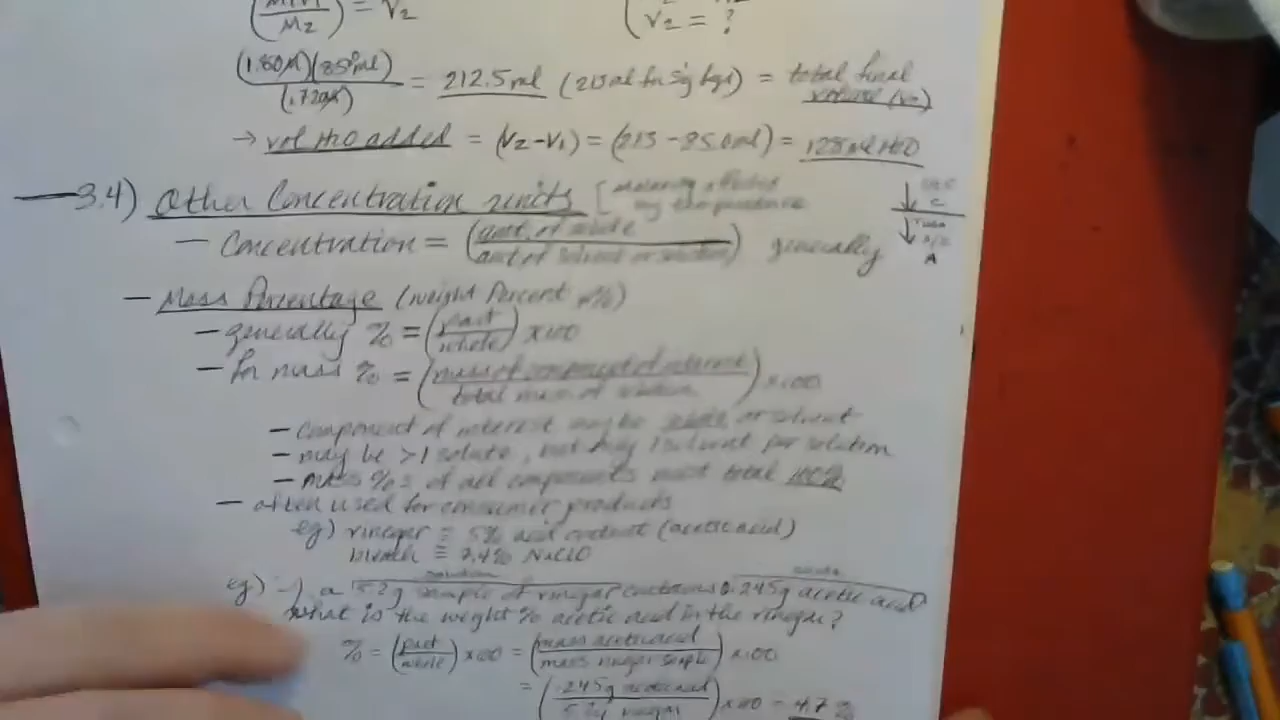 (M1V1/M2) = V2
V2 = ?
(1.80M)(85.0ml)/(.720M) = 212.5ml (213ml for sig figs) = total final volume (V2)
→ vol H2O added = (V2-V1) = (213 - 85.0ml) = 128ml H2O
3.4) Other Concentration Units [molarity affected by temperature
— Concentration = (amt. of solute/amt of solvent or solution) generally
A
— Mass Percentage (weight Percent w%)
— generally % = (part/whole) x100
— for mass % = (mass of component of interest/total mass of solution) x100
— component of interest may be solute or solvent
— may be >1 solute, but only 1 solvent per solution
— mass %s of all components must total 100%
— often used for consumer products
eg) vinegar ≡ 5% acid content (acetic acid)
bleach ≡ 7.4% NaClO
solution solute
eg) a 5.2g sample of vinegar contains 0.245g acetic acid
What is the weight % acetic acid in the vinegar?
% = (part/whole) x100 = (mass acetic acid/mass vinegar sample) x100
= (.245g acetic acid/5.2g vinegar) x100 = 4.7 %